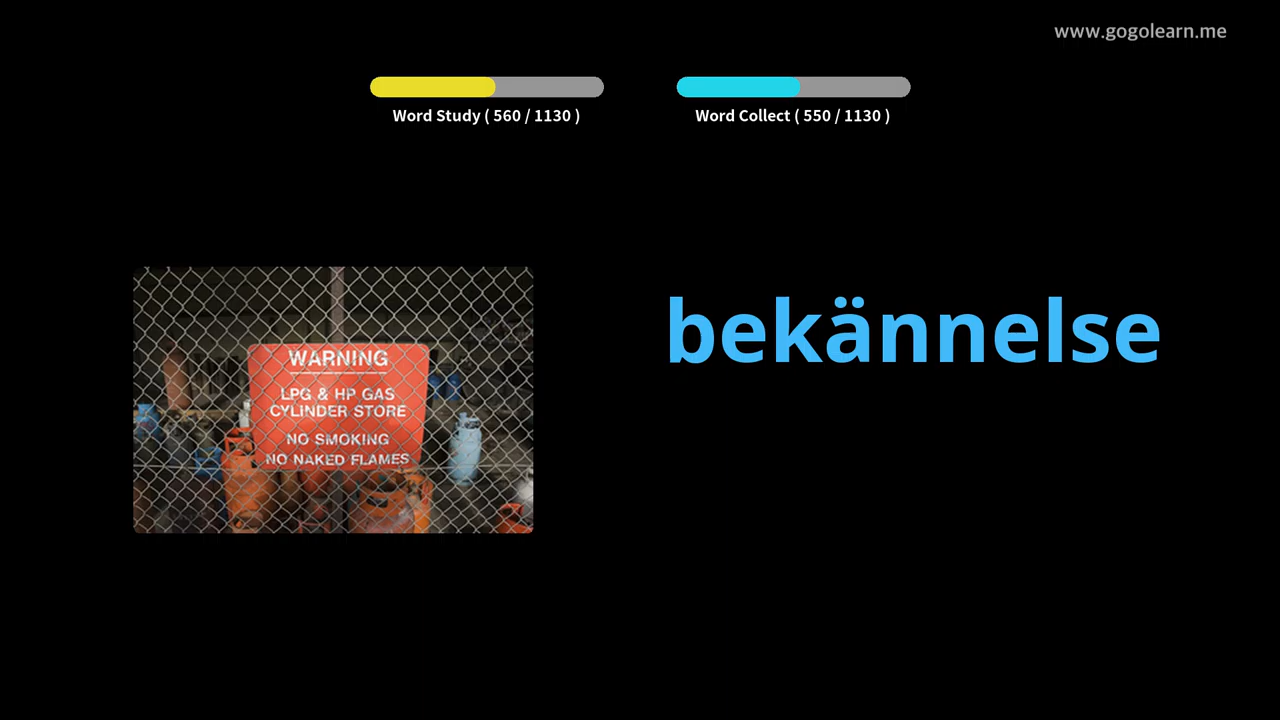 www.gogolearn.me
Word Study ( 560 / 1130 )
Word Collect ( 550 / 1130 )
WARNING
LPG & HP GAS
CYLINDER STORE
NO SMOKING
NO NAKED FLAMES
bekännelse